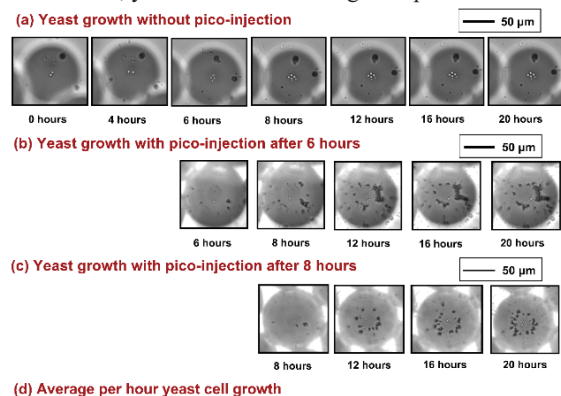 (a) Yeast growth without pico-injection
50 µm
0 hours 4 hours 6 hours 8 hours 12 hours 16 hours 20 hours
(b) Yeast growth with pico-injection after 6 hours
50 µm
6 hours 8 hours 12 hours 16 hours 20 hours
(c) Yeast growth with pico-injection after 8 hours
50 µm
8 hours 12 hours 16 hours 20 hours
(d) Average per hour yeast cell growth